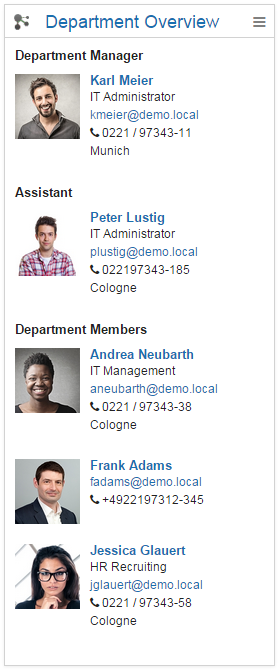 Department Overview
Department Manager
Karl Meier
IT Administrator
kmeier@demo.local
0221 / 97343-11
Munich
Assistant
Peter Lustig
IT Administrator
plustig@demo.local
022197343-185
Cologne
Department Members
Andrea Neubarth
IT Management
aneubarth@demo.local
0221 / 97343-38
Cologne
Frank Adams
fadams@demo.local
+4922197312-345
Jessica Glauert
HR Recruiting
jglauert@demo.local
0221 / 97343-58
Cologne